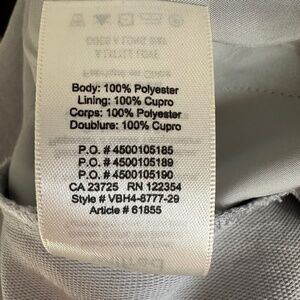 Body: 100% Polyester
Lining: 100% Cupro
Corps: 100% Polyester
Doublure: 100% Cupro
P.O. # 4500105185
P.O. # 4500105189
P.O. # 4500105190
CA 23725 RN 122354
Style # VBH4-8777-29
Article # 61855